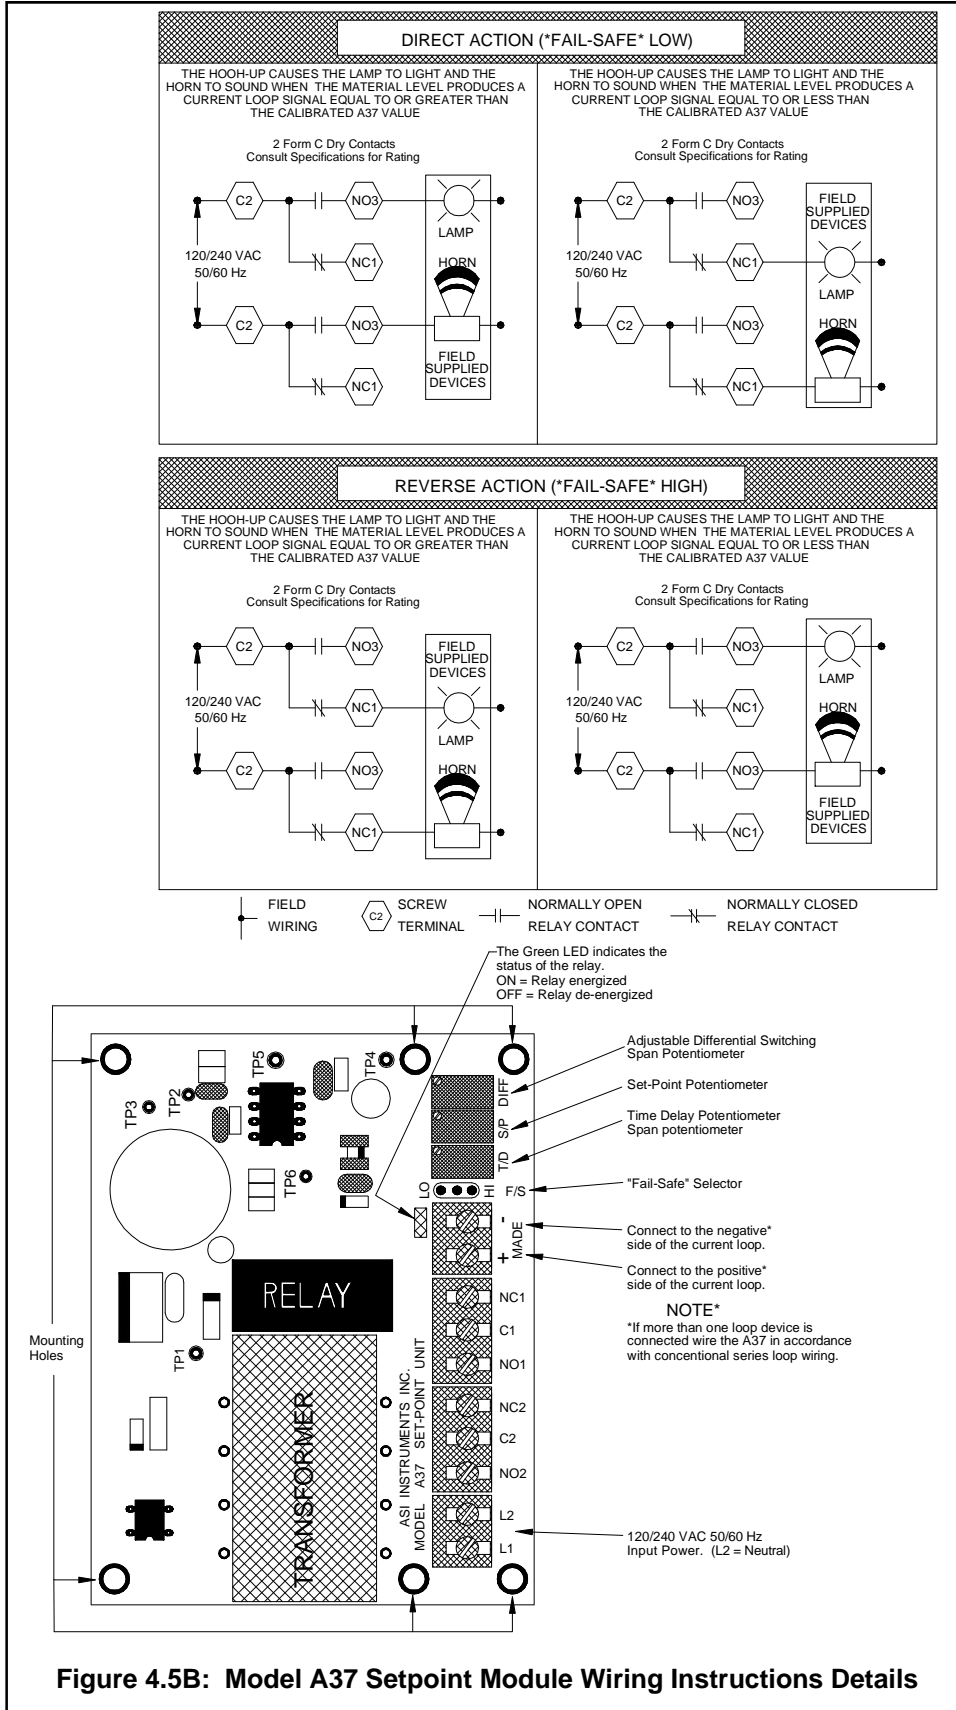 DIRECT ACTION (*FAIL-SAFE* LOW)
THE HOOH-UP CAUSES THE LAMP TO LIGHT AND THE
HORN TO SOUND WHEN THE MATERIAL LEVEL PRODUCES A
CURRENT LOOP SIGNAL EQUAL TO OR GREATER THAN
THE CALIBRATED A37 VALUE
2 Form C Dry Contacts
Consult Specifications for Rating
C2
NO3
LAMP
120/240 VAC
50/60 Hz
NC1
HORN
C2
NO3
FIELD
SUPPLIED
DEVICES
NC1
THE HOOH-UP CAUSES THE LAMP TO LIGHT AND THE
HORN TO SOUND WHEN THE MATERIAL LEVEL PRODUCES A
CURRENT LOOP SIGNAL EQUAL TO OR LESS THAN
THE CALIBRATED A37 VALUE
2 Form C Dry Contacts
Consult Specifications for Rating
C2
NO3
FIELD
SUPPLIED
DEVICES
120/240 VAC
50/60 Hz
NC1
LAMP
C2
NO3
HORN
NC1
REVERSE ACTION (*FAIL-SAFE* HIGH)
THE HOOH-UP CAUSES THE LAMP TO LIGHT AND THE
HORN TO SOUND WHEN THE MATERIAL LEVEL PRODUCES A
CURRENT LOOP SIGNAL EQUAL TO OR GREATER THAN
THE CALIBRATED A37 VALUE
2 Form C Dry Contacts
Consult Specifications for Rating
C2
NO3
FIELD
SUPPLIED
DEVICES
120/240 VAC
50/60 Hz
NC1
LAMP
C2
NO3
HORN
NC1
THE HOOH-UP CAUSES THE LAMP TO LIGHT AND THE
HORN TO SOUND WHEN THE MATERIAL LEVEL PRODUCES A
CURRENT LOOP SIGNAL EQUAL TO OR LESS THAN
THE CALIBRATED A37 VALUE
2 Form C Dry Contacts
Consult Specifications for Rating
C2
NO3
LAMP
120/240 VAC
50/60 Hz
NC1
HORN
C2
NO3
FIELD
SUPPLIED
DEVICES
NC1
FIELD
WIRING
C2
SCREW
TERMINAL
NORMALLY OPEN
RELAY CONTACT
NORMALLY CLOSED
RELAY CONTACT
The Green LED indicates the
status of the relay.
ON = Relay energized
OFF = Relay de-energized
Adjustable Differential Switching
Span Potentiometer
Set-Point Potentiometer
Time Delay Potentiometer
Span potentiometer
"Fail-Safe" Selector
Connect to the negative*
side of the current loop.
Connect to the positive*
side of the current loop.
NOTE*
*If more than one loop device is
connected wire the A37 in accordance
with concentional series loop wiring.
120/240 VAC 50/60 Hz
Input Power. (L2 = Neutral)
Mounting
Holes
TP3
TP2
TP5
TP4
TP6
TP1
DIFF
S/P
T/D
LO
HI
F/S
-
+
MADE
NC1
C1
NO1
NC2
C2
NO2
L2
L1
RELAY
TRANSFORMER
ASI INSTRUMENTS INC.
MODEL A37 SET-POINT UNIT
Figure 4.5B: Model A37 Setpoint Module Wiring Instructions Details